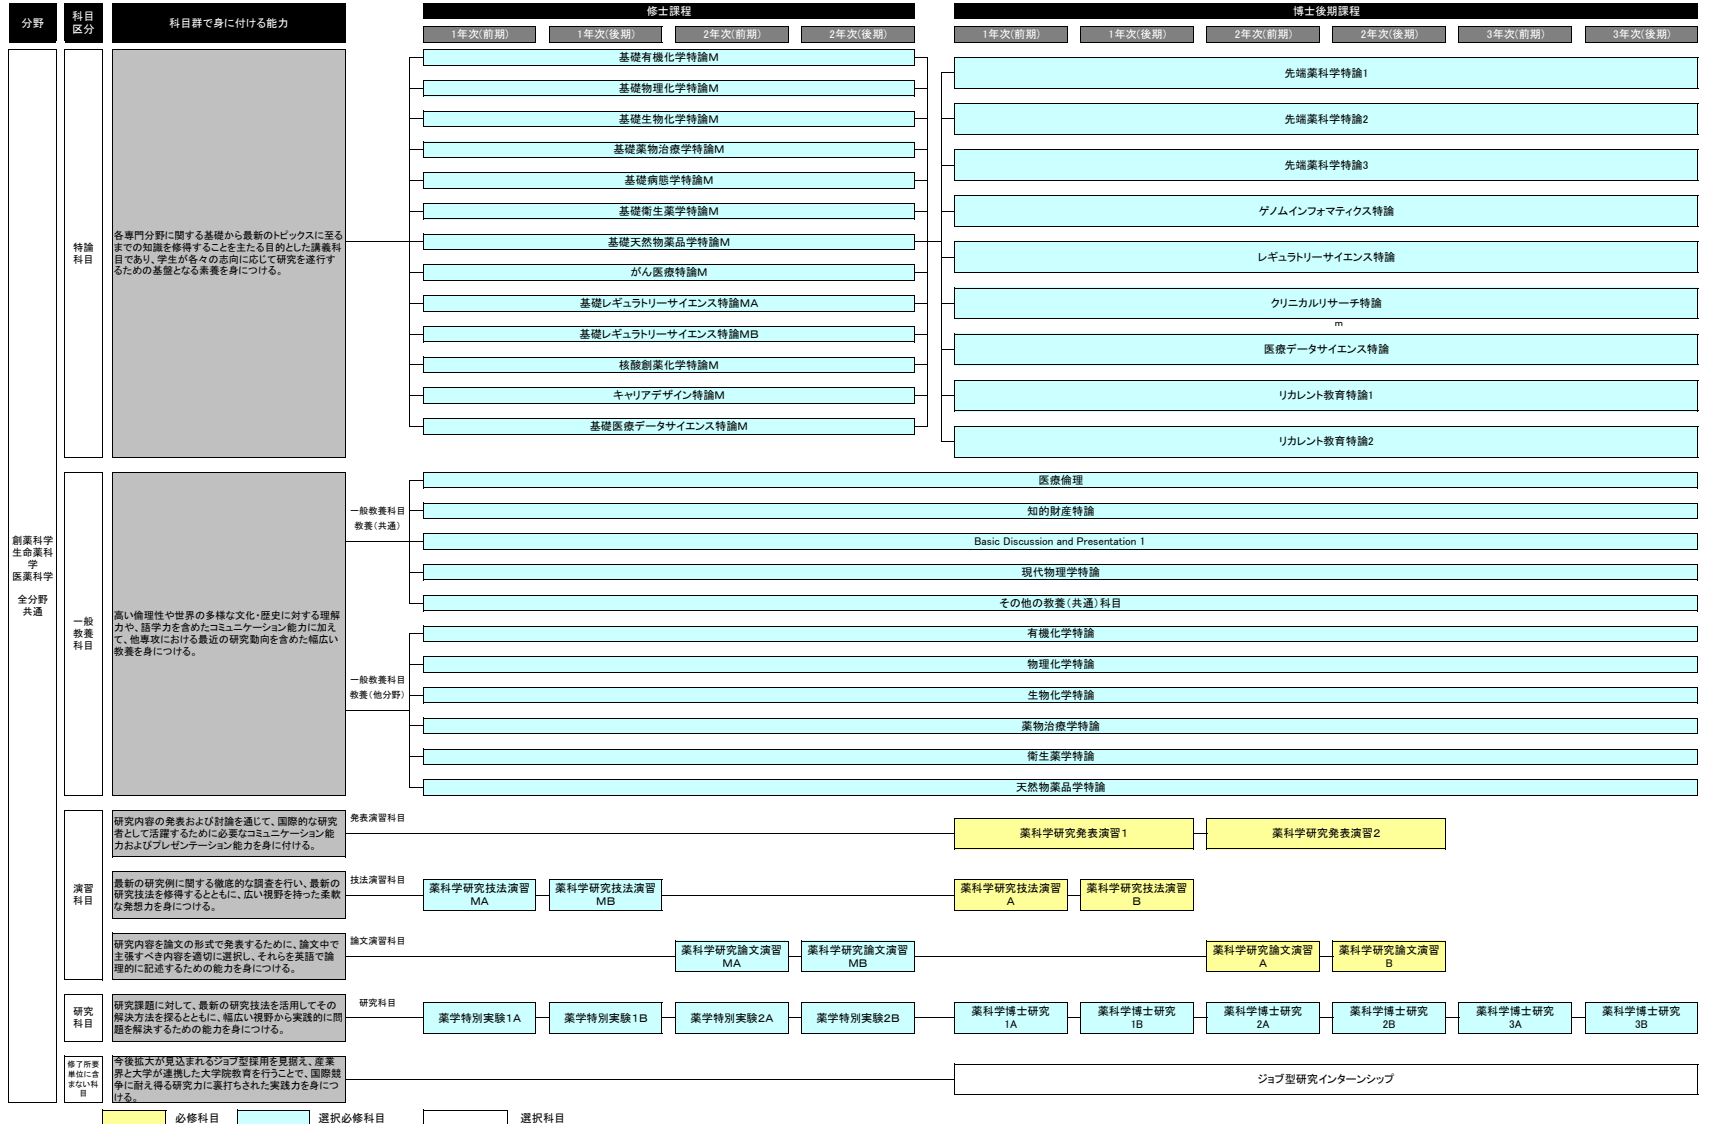 分野
科目
区分
科目群で身に付ける能力
修士課程
博士後期課程
1年次(前期)
1年次(後期)
2年次(前期)
2年次(後期)
1年次(前期)
1年次(後期)
2年次(前期)
2年次(後期)
3年次(前期)
3年次(後期)
創薬科学
生命薬科
学
医薬科学
全分野
共通
特論
科目
各専門分野に関する基礎から最新のトピックスに至る
までの知識を修得することを主たる目的とした講義科
目であり、学生が各々の志向に応じて研究を遂行す
るための基盤となる素養を身につける。
基礎有機化学特論M
基礎物理化学特論M
基礎生物化学特論M
基礎薬物治療学特論M
基礎病態学特論M
基礎衛生薬学特論M
基礎天然物薬品学特論M
がん医療特論M
基礎レギュラトリーサイエンス特論MA
基礎レギュラトリーサイエンス特論MB
核酸創薬化学特論M
キャリアデザイン特論M
基礎医療データサイエンス特論M
先端薬科学特論1
先端薬科学特論2
先端薬科学特論3
ゲノムインフォマティクス特論
レギュラトリーサイエンス特論
クリニカルリサーチ特論
m
医療データサイエンス特論
リカレント教育特論1
リカレント教育特論2
一般
教養
科目
高い倫理性や世界の多様な文化・歴史に対する理解
力や、語学力を含めたコミュニケーション能力に加え
て、他専攻における最近の研究動向を含めた幅広い
教養を身につける。
一般教養科目
教養(共通)
医療倫理
知的財産特論
Basic Discussion and Presentation 1
現代物理学特論
その他の教養(共通)科目
一般教養科目
教養(他分野)
有機化学特論
物理化学特論
生物化学特論
薬物治療学特論
衛生薬学特論
天然物薬品学特論
演習
科目
研究内容の発表および討論を通じて、国際的な研究
者として活躍するために必要なコミュニケーション能
力およびプレゼンテーション能力を身に付ける。
発表演習科目
薬科学研究発表演習1
薬科学研究発表演習2
最新の研究例に関する徹底的な調査を行い、最新の
研究技法を修得するとともに、広い視野を持った柔軟
な発想力を身につける。
技法演習科目
薬科学研究技法演習
MA
薬科学研究技法演習
MB
薬科学研究技法演習
A
薬科学研究技法演習
B
研究内容を論文の形式で発表するために、論文中で
主張すべき内容を適切に選択し、それらを英語で論
理的に記述するための能力を身につける。
論文演習科目
薬科学研究論文演習
MA
薬科学研究論文演習
MB
薬科学研究論文演習
A
薬科学研究論文演習
B
研究
科目
研究課題に対して、最新の研究技法を活用してその
解決方法を探るとともに、幅広い視野から実践的に問
題を解決するための能力を身につける。
研究科目
薬学特別実験1A
薬学特別実験1B
薬学特別実験2A
薬学特別実験2B
薬科学博士研究
1A
薬科学博士研究
1B
薬科学博士研究
2A
薬科学博士研究
2B
薬科学博士研究
3A
薬科学博士研究
3B
修了所要
単位に含
まない科
目
今後拡大が見込まれるジョブ型採用を見据え、産業
界と大学が連携した大学院教育を行うことで、国際競
争に耐え得る研究力に裏打ちされた実践力を身につ
ける。
ジョブ型研究インターンシップ
必修科目
選択必修科目
選択科目